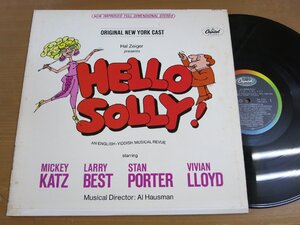 NEW IMPROVED FULL DIMENSIONAL STEREO
ORIGINAL NEW YORK CAST
Capitol
Hal Zeiger
presents
HELLO
SOLLY!
AN ENGLISH-YIDDISH MUSICAL REVUE
starring
MICKEY KATZ
LARRY BEST
STAN PORTER
VIVIAN LLOYD
Musical Director: Al Hausman